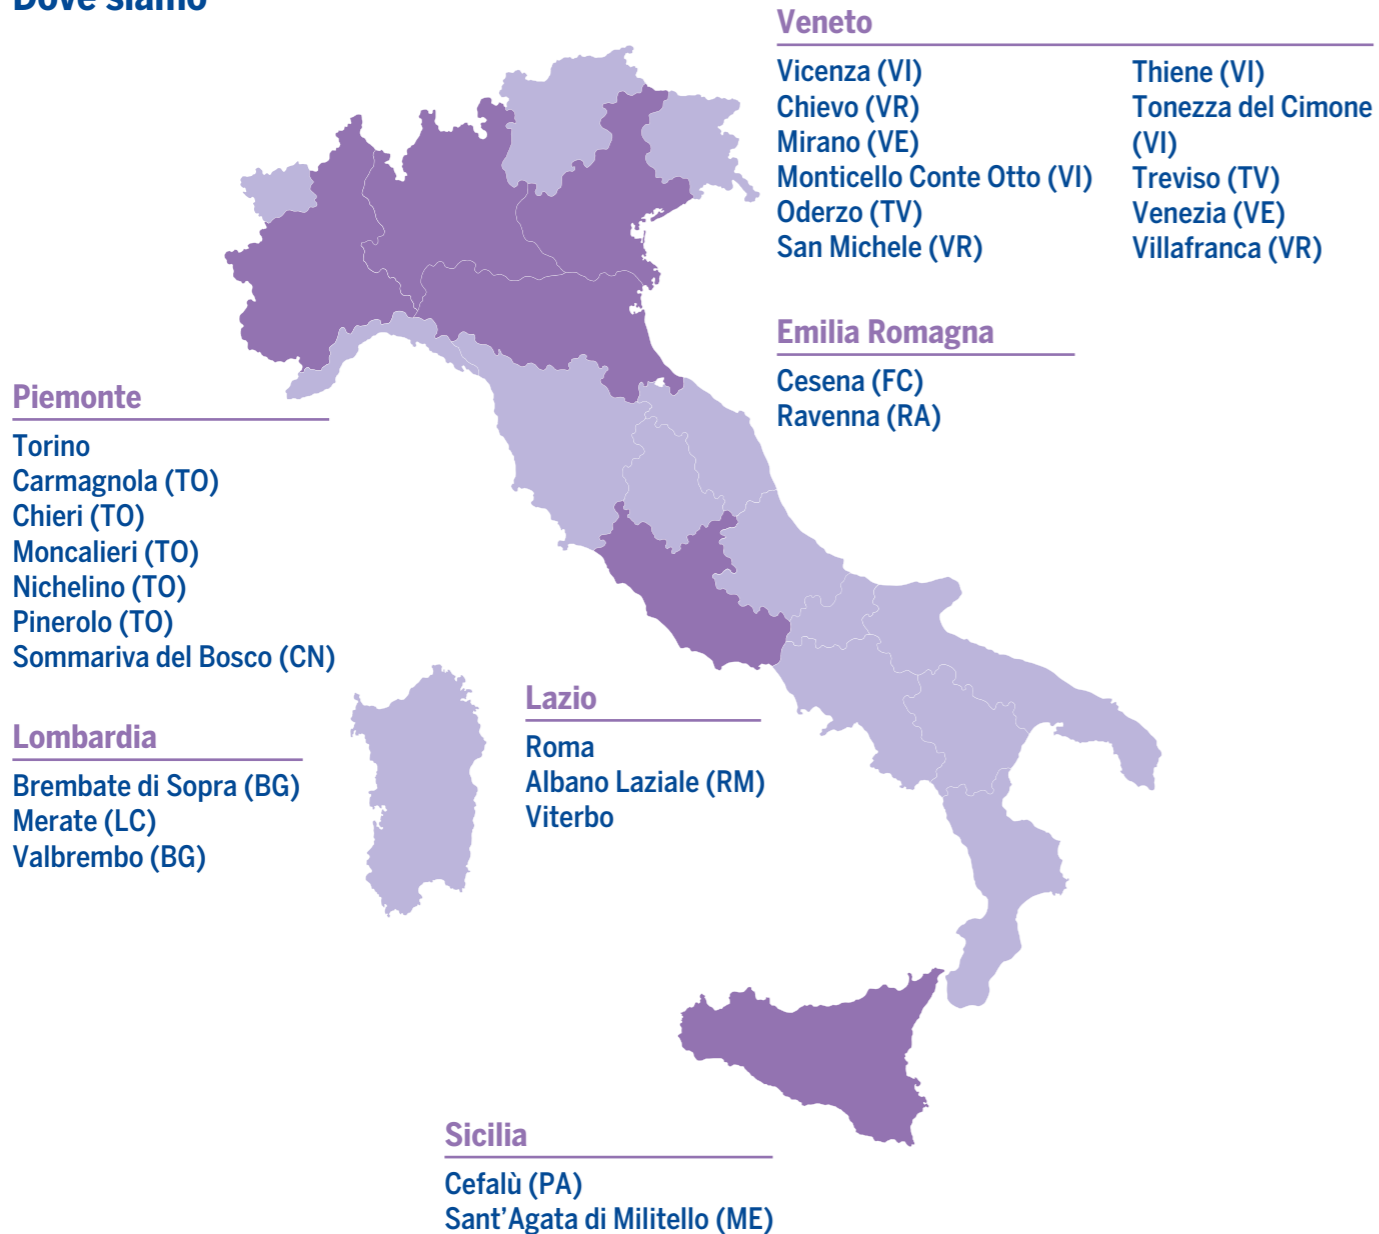 Dove siamo
Veneto
Vicenza (VI)
Chievo (VR)
Mirano (VE)
Monticello Conte Otto (VI)
Oderzo (TV)
San Michele (VR)
Thiene (VI)
Tonezza del Cimone
(VI)
Treviso (TV)
Venezia (VE)
Villafranca (VR)
Emilia Romagna
Cesena (FC)
Ravenna (RA)
Piemonte
Torino
Carmagnola (TO)
Chieri (TO)
Moncalieri (TO)
Nichelino (TO)
Pinerolo (TO)
Sommariva del Bosco (CN)
Lombardia
Brembate di Sopra (BG)
Merate (LC)
Valbrembo (BG)
Lazio
Roma
Albano Laziale (RM)
Viterbo
Sicilia
Cefalù (PA)
Sant’Agata di Militello (ME)